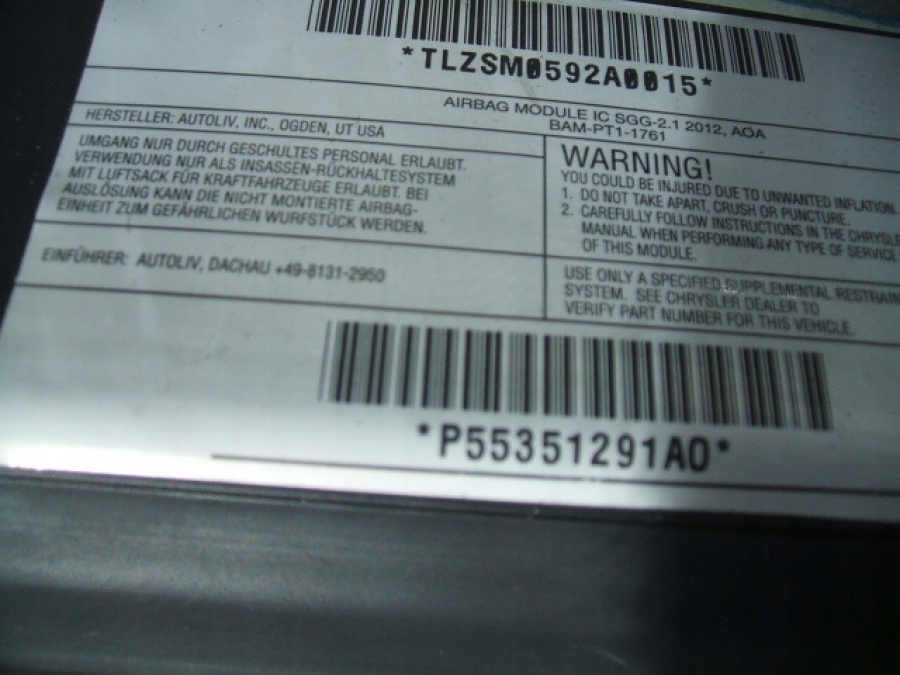 *TLZSM0592A0015*
AIRBAG MODULE IC SGG-2.1 2012, AOA
BAM-PT1-1761
HERSTELLER: AUTOLIV, INC., OGDEN, UT USA
UMGANG NUR DURCH GESCHULTES PERSONAL ERLAUBT.
VERWENDUNG NUR ALS INSASSEN-RÜCKHALTESYSTEM
MIT LUFTSACK FÜR KRAFTFAHRZEUGE ERLAUBT. BEI
AUSLÖSUNG KANN DIE NICHT MONTIERTE AIRBAG-
EINHEIT ZUM GEFÄHRLICHEN WURFSTÜCK WERDEN.
EINFÜHRER: AUTOLIV, DACHAU +49-8131-2950
WARNING!
YOU COULD BE INJURED DUE TO UNWANTED INFLATION.
1. DO NOT TAKE APART, CRUSH OR PUNCTURE.
2. CAREFULLY FOLLOW INSTRUCTIONS IN THE CHRYSLE
MANUAL WHEN PERFORMING ANY TYPE OF SERVICE
OF THIS MODULE.
USE ONLY A SPECIFIED SUPPLEMENTAL RESTRAIN
SYSTEM. SEE CHRYSLER DEALER TO
VERIFY PART NUMBER FOR THIS VEHICLE.
*P55351291AO*